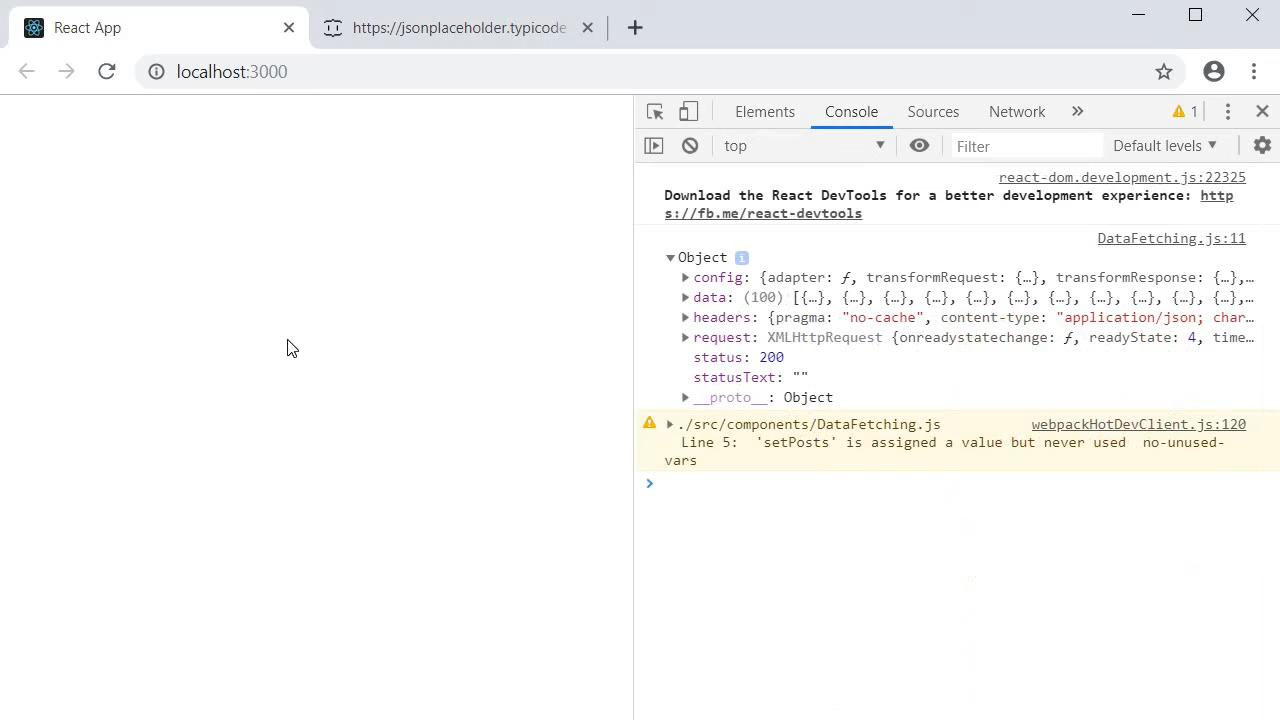 React App
https://jsonplaceholder.typicode
localhost:3000
Elements Console Sources Network 1
top Filter Default levels
react-dom.development.js:22325
Download the React DevTools for a better development experience: http
s://fb.me/react-devtools
DataFetching.js:11
Object i
config: {adapter: ƒ, transformRequest: {…}, transformResponse: {…},…
data: (100) [{…}, {…}, {…}, {…}, {…}, {…}, {…}, {…}, {…}, {…}, {…},…
headers: {pragma: "no-cache", content-type: "application/json; char…
request: XMLHttpRequest {onreadystatechange: ƒ, readyState: 4, time…
status: 200
statusText: ""
__proto__: Object
./src/components/DataFetching.js webpackHotDevClient.js:120
Line 5: 'setPosts' is assigned a value but never used no-unused-
vars